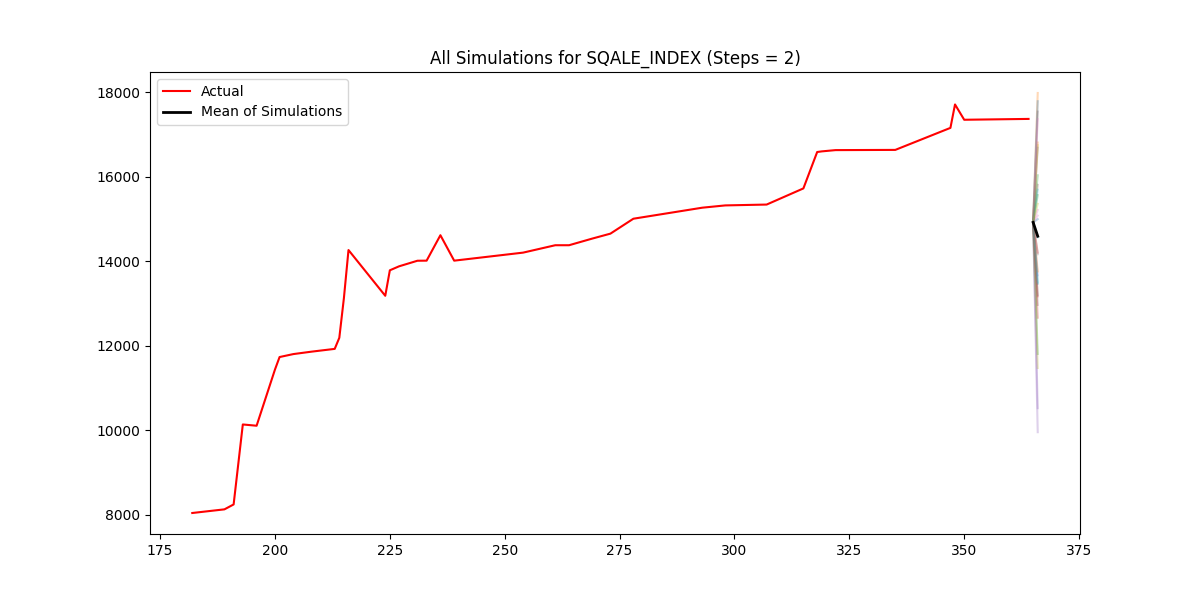 All Simulations for SQALE_INDEX (Steps = 2)
Actual
Mean of Simulations
18000
16000
14000
12000
10000
8000
175 200 225 250 275 300 325 350 375